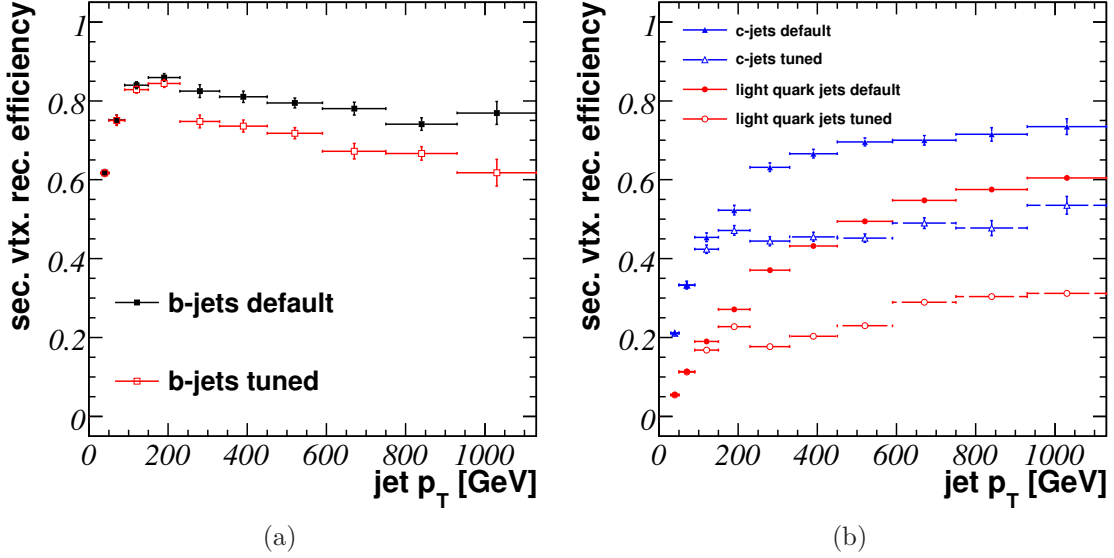 sec. vtx. rec. efficiency
1
0.8
0.6
0.4
0.2
0
b-jets default
b-jets tuned
0 200 400 600 800 1000
jet p_T [GeV]
(a)
sec. vtx. rec. efficiency
1
0.8
0.6
0.4
0.2
0
c-jets default
c-jets tuned
light quark jets default
light quark jets tuned
0 200 400 600 800 1000
jet p_T [GeV]
(b)